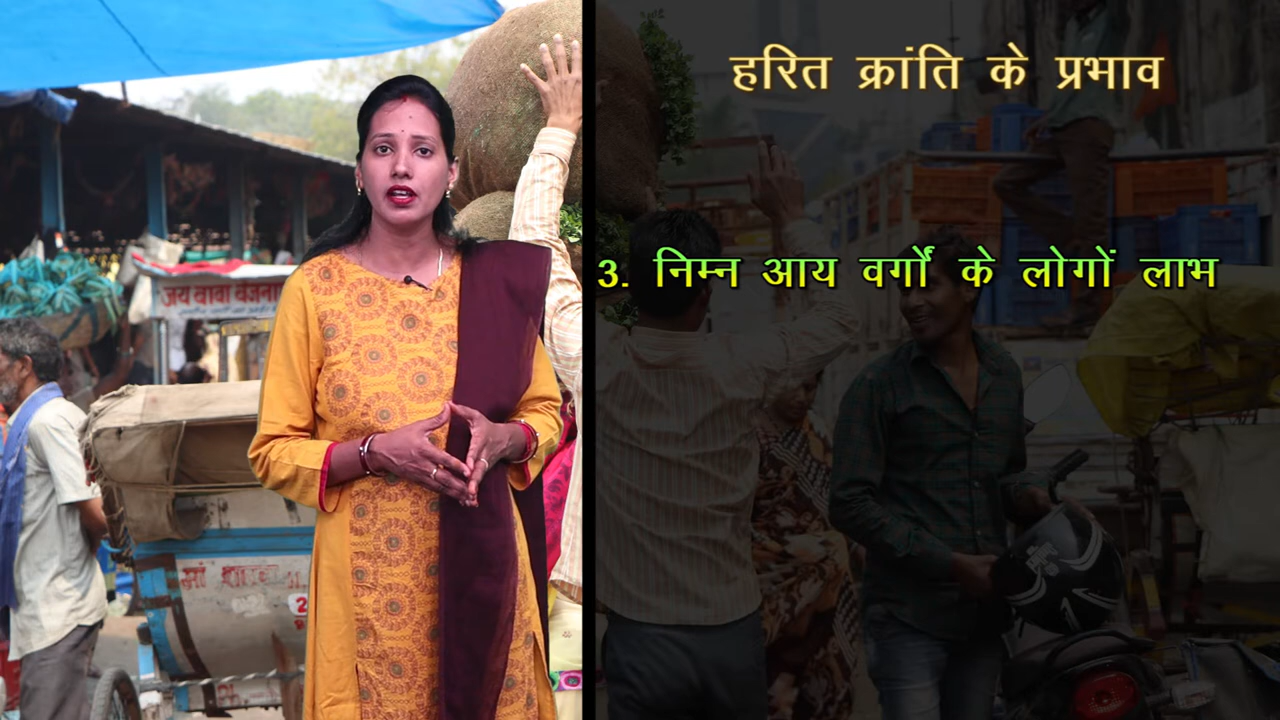 हरित क्रांति के प्रभाव
3. निम्न आय वर्गों के लोगों लाभ
जय बाबा
मां